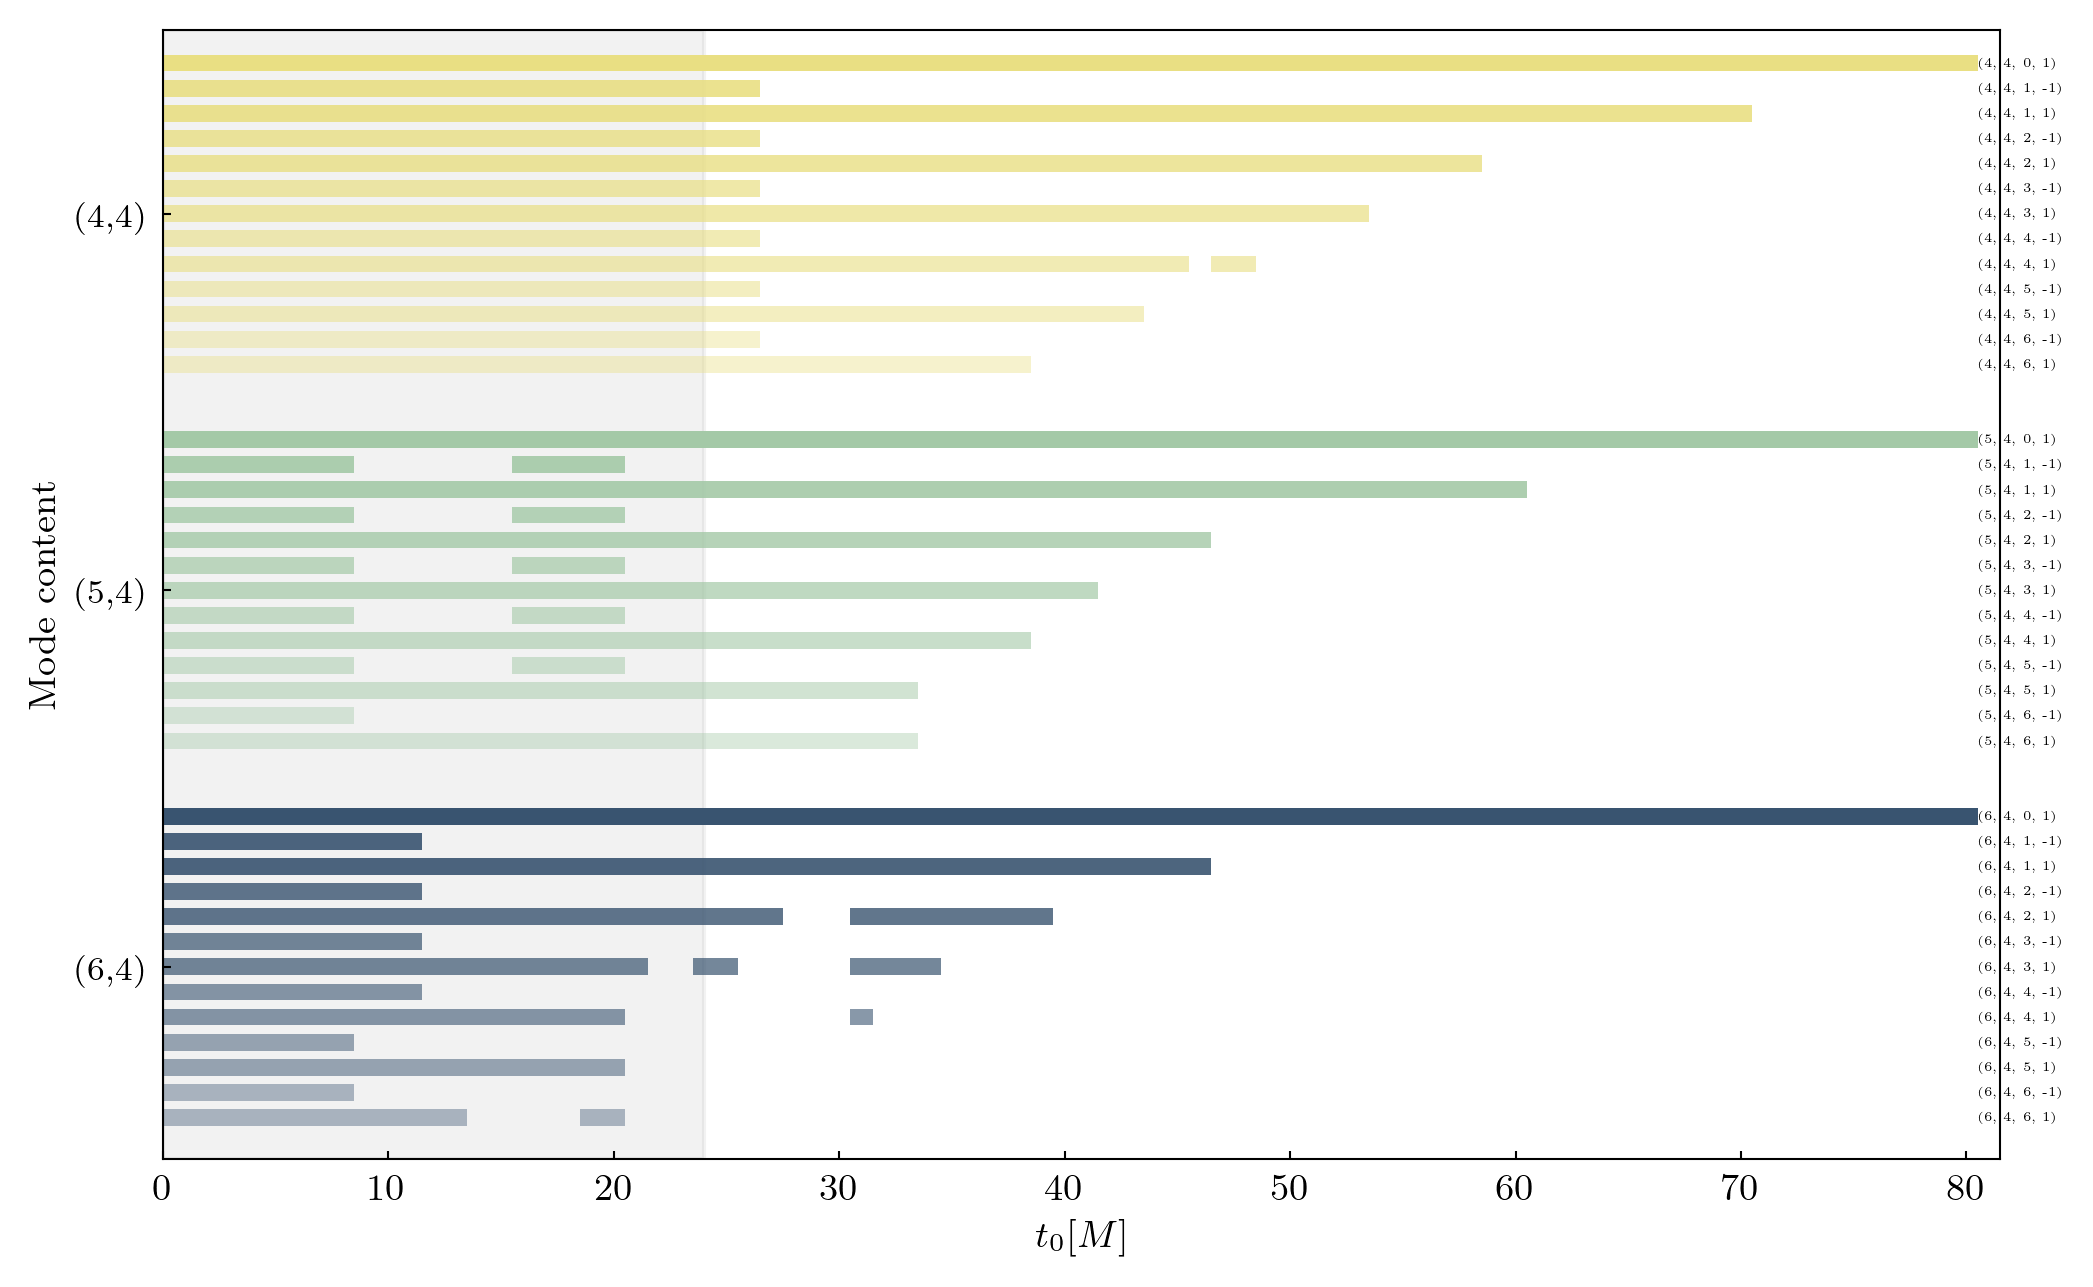 (4, 4, 0, 1)
(4, 4, 1, -1)
(4, 4, 1, 1)
(4, 4, 2, -1)
(4, 4, 2, 1)
(4, 4, 3, -1)
(4,4)
(4, 4, 3, 1)
(4, 4, 4, -1)
(4, 4, 4, 1)
(4, 4, 5, -1)
(4, 4, 5, 1)
(4, 4, 6, -1)
(4, 4, 6, 1)
(5, 4, 0, 1)
(5, 4, 1, -1)
(5, 4, 1, 1)
(5, 4, 2, -1)
(5, 4, 2, 1)
(5, 4, 3, -1)
Mode content
(5,4)
(5, 4, 3, 1)
(5, 4, 4, -1)
(5, 4, 4, 1)
(5, 4, 5, -1)
(5, 4, 5, 1)
(5, 4, 6, -1)
(5, 4, 6, 1)
(6, 4, 0, 1)
(6, 4, 1, -1)
(6, 4, 1, 1)
(6, 4, 2, -1)
(6, 4, 2, 1)
(6, 4, 3, -1)
(6,4)
(6, 4, 3, 1)
(6, 4, 4, -1)
(6, 4, 4, 1)
(6, 4, 5, -1)
(6, 4, 5, 1)
(6, 4, 6, -1)
(6, 4, 6, 1)
0 10 20 30 40 50 60 70 80
t₀[M]